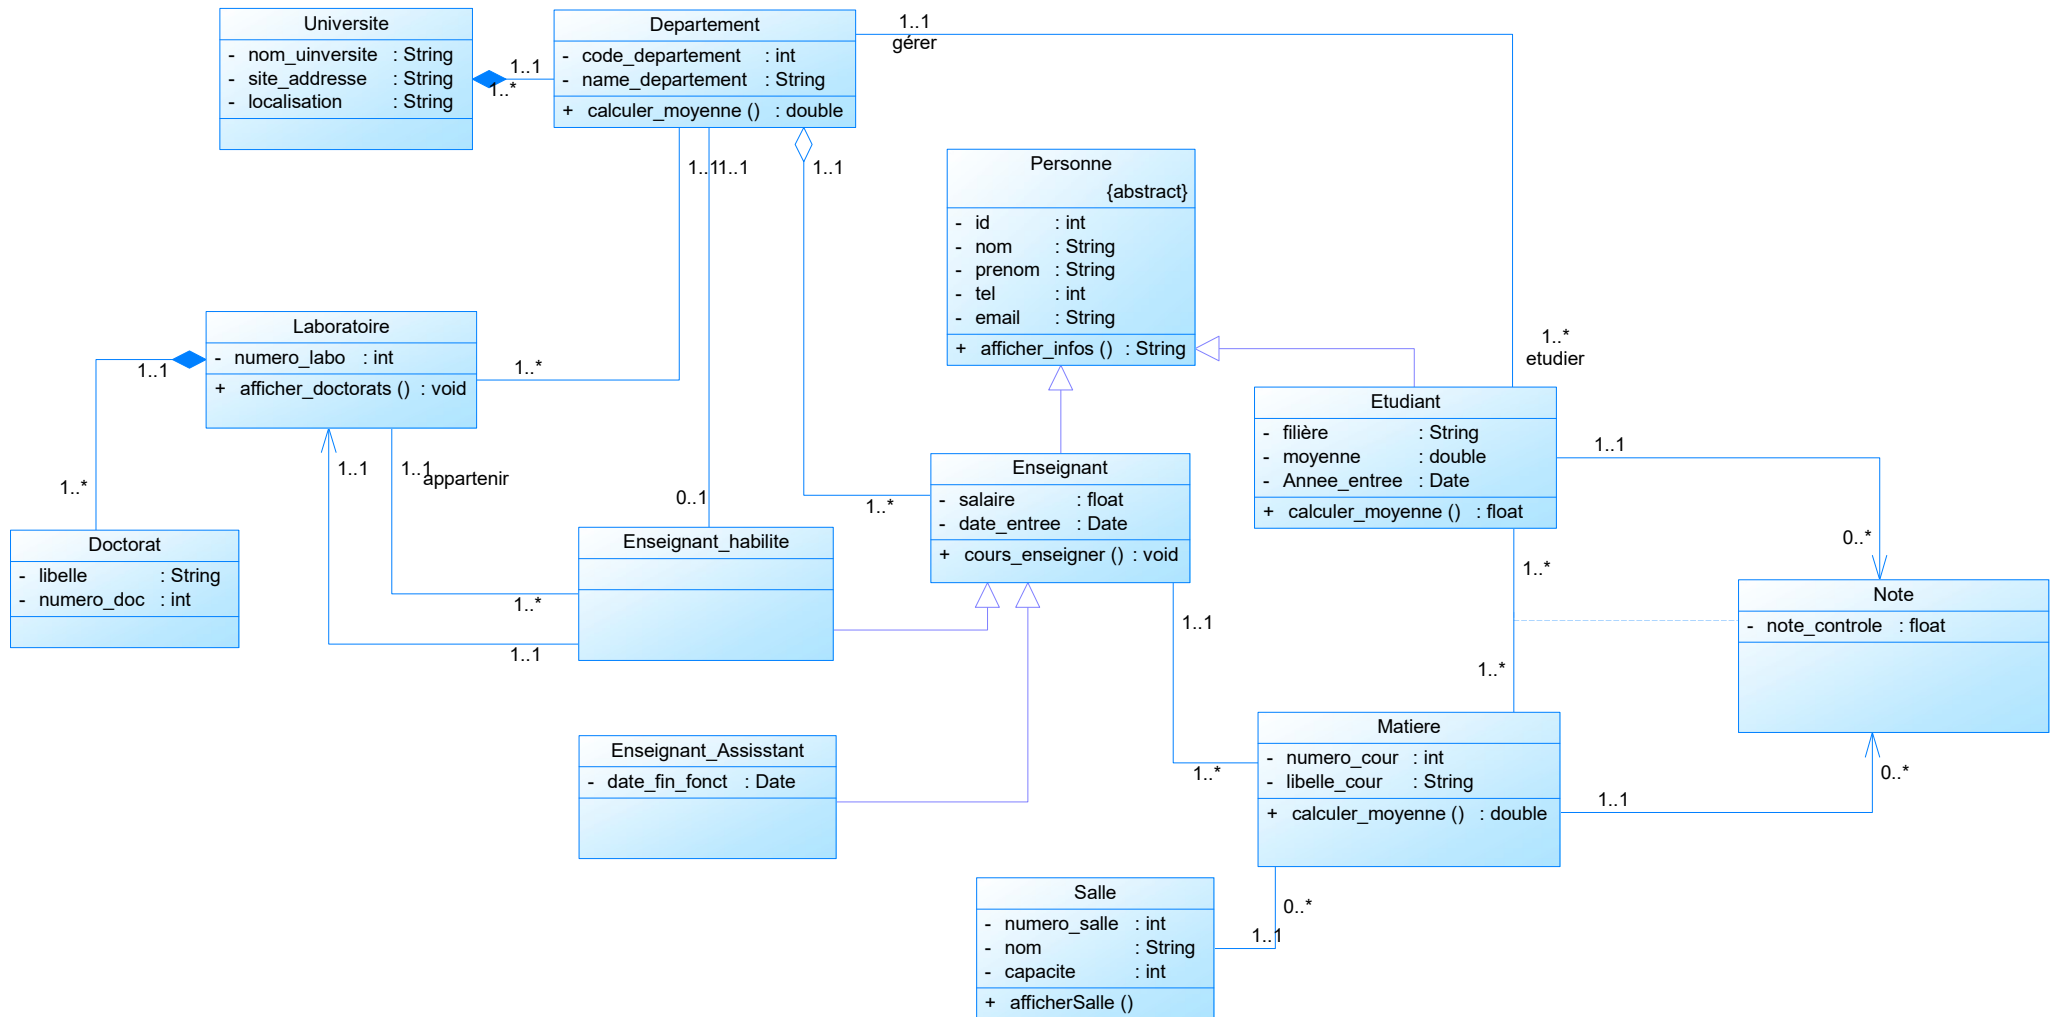 Universite
- nom_uinversite : String
- site_addresse : String
- localisation : String
1..1
1..*
Departement
- code_departement : int
- name_departement : String
+ calculer_moyenne () : double
1..1
gérer
1..1
1..1
1..1
Personne
{abstract}
- id : int
- nom : String
- prenom : String
- tel : int
- email : String
+ afficher_infos () : String
Laboratoire
- numero_labo : int
+ afficher_doctorats () : void
1..1
1..*
1..*
etudier
Etudiant
- filière : String
- moyenne : double
- Annee_entree : Date
+ calculer_moyenne () : float
1..1
1..*
1..1
1..1
appartenir
0..1
1..*
Enseignant
- salaire : float
- date_entree : Date
+ cours_enseigner () : void
Doctorat
- libelle : String
- numero_doc : int
Enseignant_habilite
1..*
1..1
0..*
1..*
Note
- note_controle : float
1..1
1..*
Enseignant_Assisstant
- date_fin_fonct : Date
1..*
Matiere
- numero_cour : int
- libelle_cour : String
+ calculer_moyenne () : double
1..1
0..*
Salle
- numero_salle : int
- nom : String
- capacite : int
+ afficherSalle ()
0..*
1..1